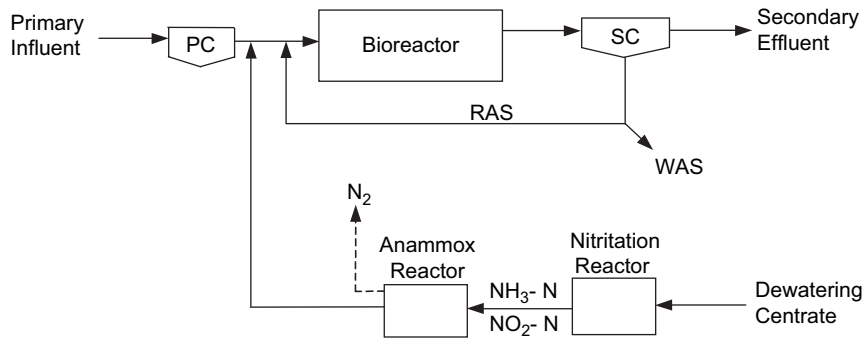 Primary
Influent
PC
Bioreactor
SC
Secondary
Effluent
RAS
WAS
N2
Anammox
Reactor
NH3- N
NO2- N
Nitritation
Reactor
Dewatering
Centrate